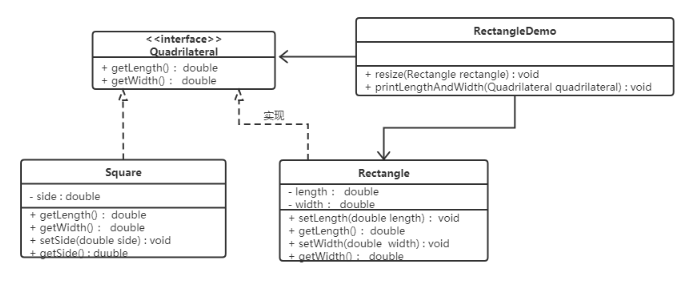 <<interface>>
Quadrilateral
+ getLength() : double
+ getWidth() : double
RectangleDemo
+ resize(Rectangle rectangle) : void
+ printLengthAndWidth(Quadrilateral quadrilateral) : void
实现
Square
- side : double
+ getLength() : double
+ getWidth() : double
+ setSide(double side) : void
+ getSide() : duuble
Rectangle
- length : double
- width : double
+ setLength(double length) : void
+ getLength() : double
+ setWidth(double width) : void
+ getWidth() : double